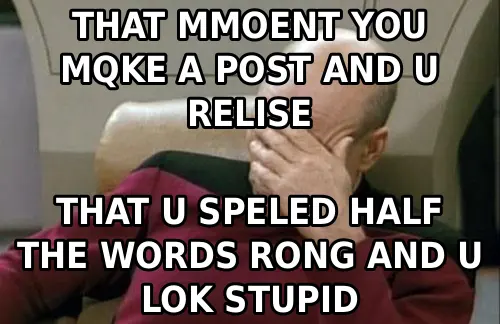 THAT MMOENT YOU
MQKE A POST AND U
RELISE
THAT U SPELED HALF
THE WORDS RONG AND U
LOK STUPID